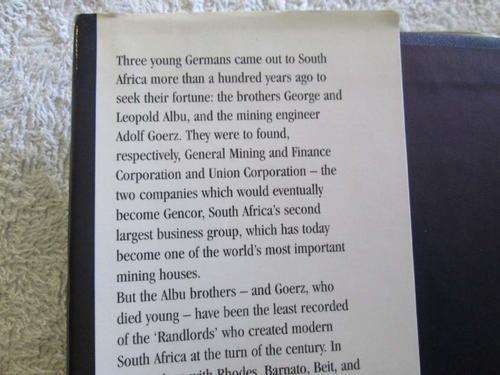 Three young Germans came out to South
Africa more than a hundred years ago to
seek their fortune: the brothers George and
Leopold Albu, and the mining engineer
Adolf Goerz. They were to found,
respectively, General Mining and Finance
Corporation and Union Corporation – the
two companies which would eventually
become Gencor, South Africa's second
largest business group, which has today
become one of the world's most important
mining houses.
But the Albu brothers – and Goerz, who
died young – have been the least recorded
of the 'Randlords' who created modern
South Africa at the turn of the century. In
with Rhodes, Barnato, Beit, and